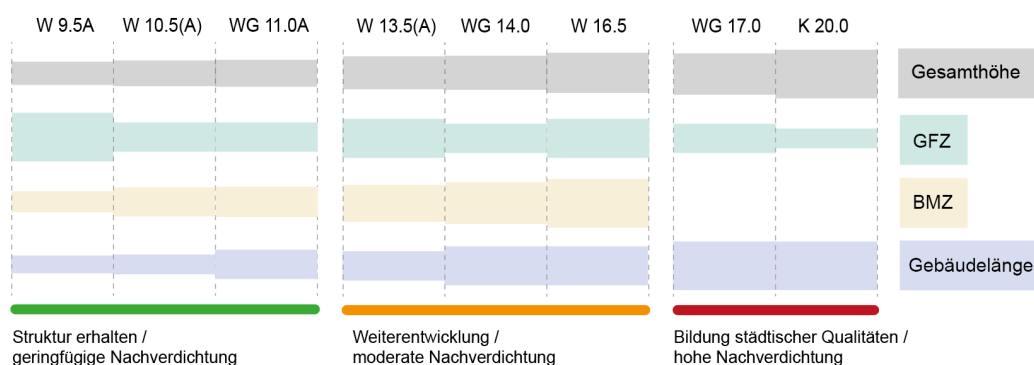 W 9.5A W 10.5(A) WG 11.0A W 13.5(A) WG 14.0 W 16.5 WG 17.0 K 20.0
Gesamthöhe
GFZ
BMZ
Gebäudelänge
Struktur erhalten /
geringfügige Nachverdichtung
Weiterentwicklung /
moderate Nachverdichtung
Bildung städtischer Qualitäten /
hohe Nachverdichtung